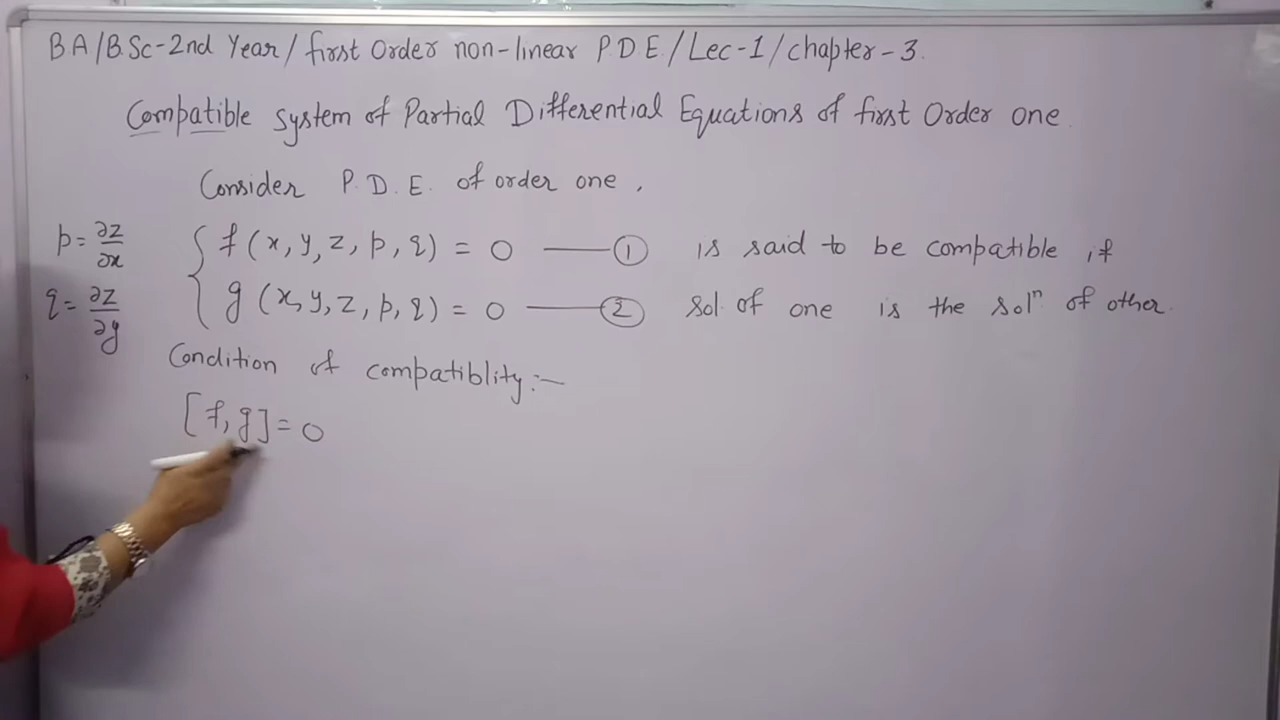 BA/B.Sc-2nd Year/first Order non-linear P.D.E./Lec-1/chapter-3.
Compatible System of Partial Differential Equations of first Order one.
Consider P.D.E. of order one,
p = ∂z/∂x
f(x,y,z,p,q) = 0 —— ① is said to be compatible if
q = ∂z/∂y
g(x,y,z,p,q) = 0 —— ② sol. of one is the solⁿ of other.
Condition of compatiblity:-
[f,g] = 0